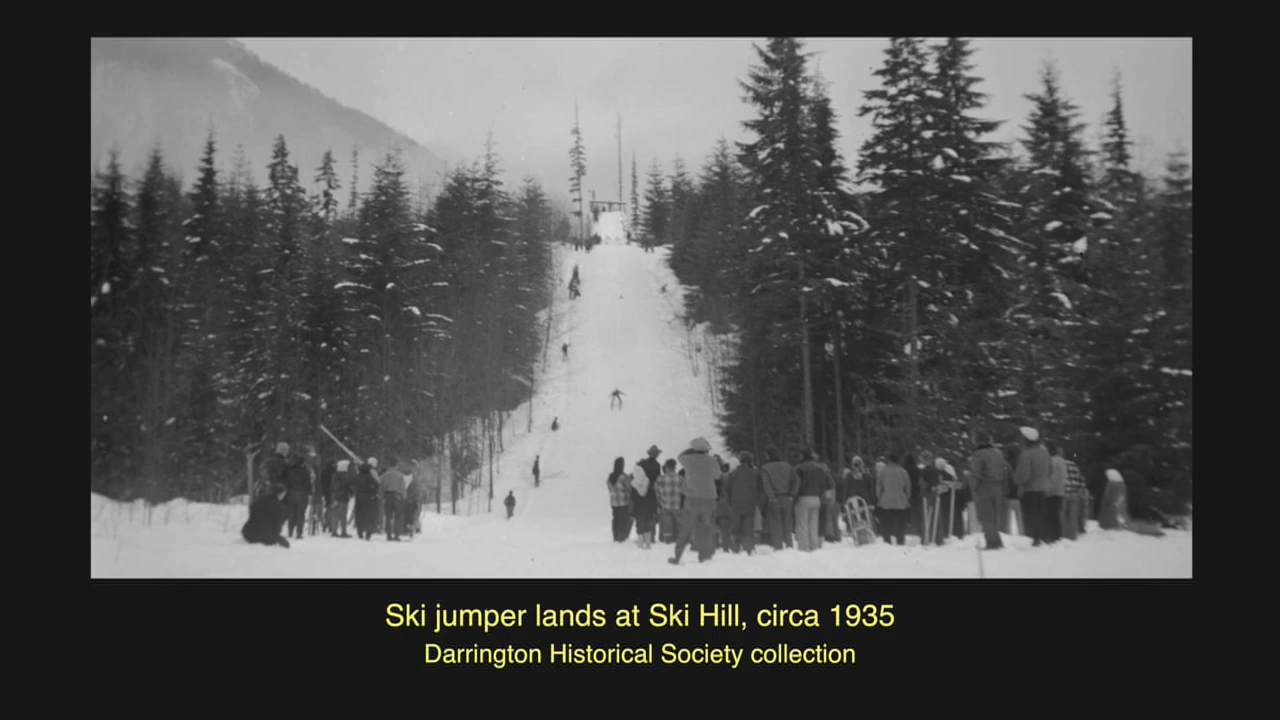 Ski jumper lands at Ski Hill, circa 1935
Darrington Historical Society collection